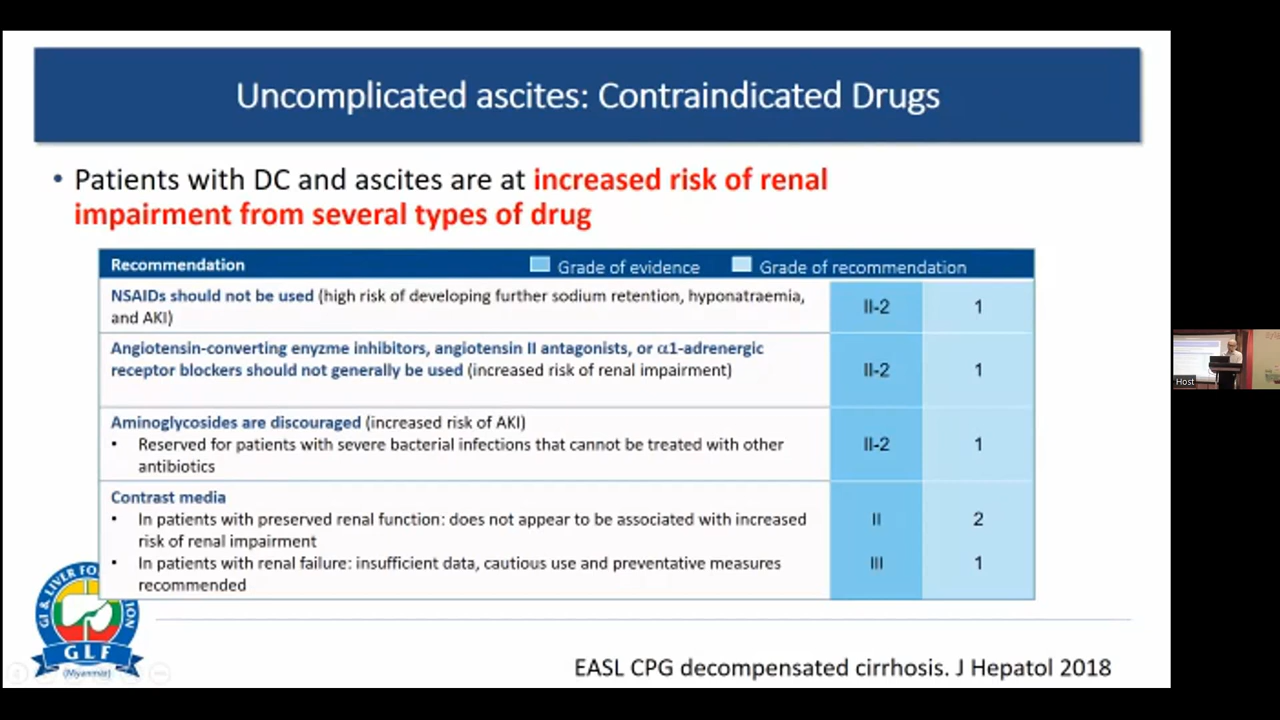 Uncomplicated ascites: Contraindicated Drugs
• Patients with DC and ascites are at increased risk of renal
impairment from several types of drug
Recommendation
Grade of evidence
Grade of recommendation
NSAIDs should not be used (high risk of developing further sodium retention, hyponatraemia,
and AKI)
II-2
1
Angiotensin-converting enyzme inhibitors, angiotensin II antagonists, or α1-adrenergic
receptor blockers should not generally be used (increased risk of renal impairment)
II-2
1
Aminoglycosides are discouraged (increased risk of AKI)
• Reserved for patients with severe bacterial infections that cannot be treated with other
antibiotics
II-2
1
Contrast media
• In patients with preserved renal function: does not appear to be associated with increased
risk of renal impairment
II
2
• In patients with renal failure: insufficient data, cautious use and preventative measures
recommended
III
1
GI & LIVER FO
ION
GLF
(Myanmar)
EASL CPG decompensated cirrhosis. J Hepatol 2018
Host